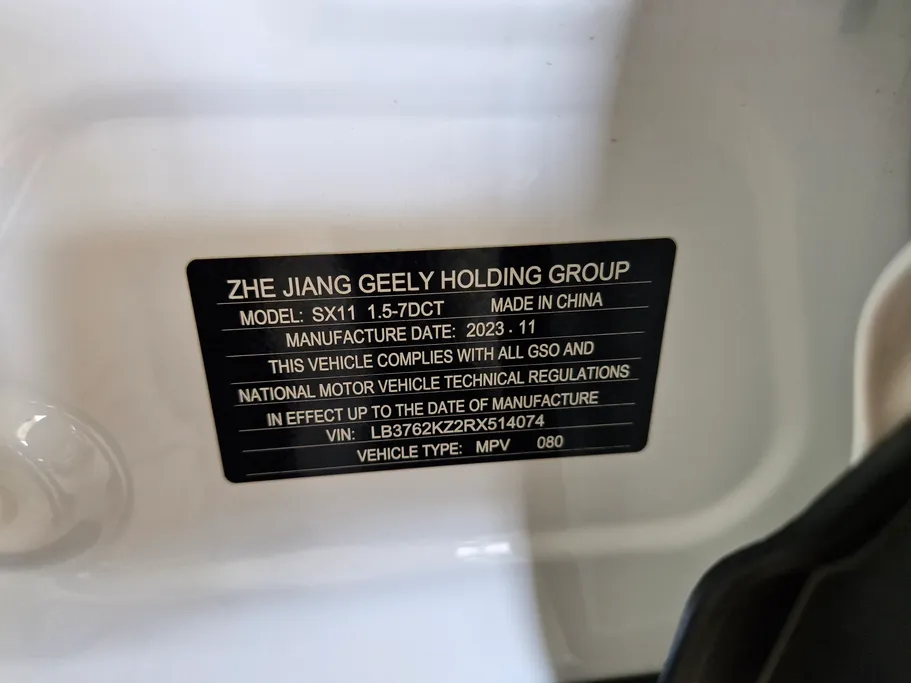 ZHE JIANG GEELY HOLDING GROUP
MODEL: SX11 1.5-7DCT MADE IN CHINA
MANUFACTURE DATE: 2023 . 11
THIS VEHICLE COMPLIES WITH ALL GSO AND
NATIONAL MOTOR VEHICLE TECHNICAL REGULATIONS
IN EFFECT UP TO THE DATE OF MANUFACTURE
VIN: LB3762KZ2RX514074
VEHICLE TYPE: MPV 080